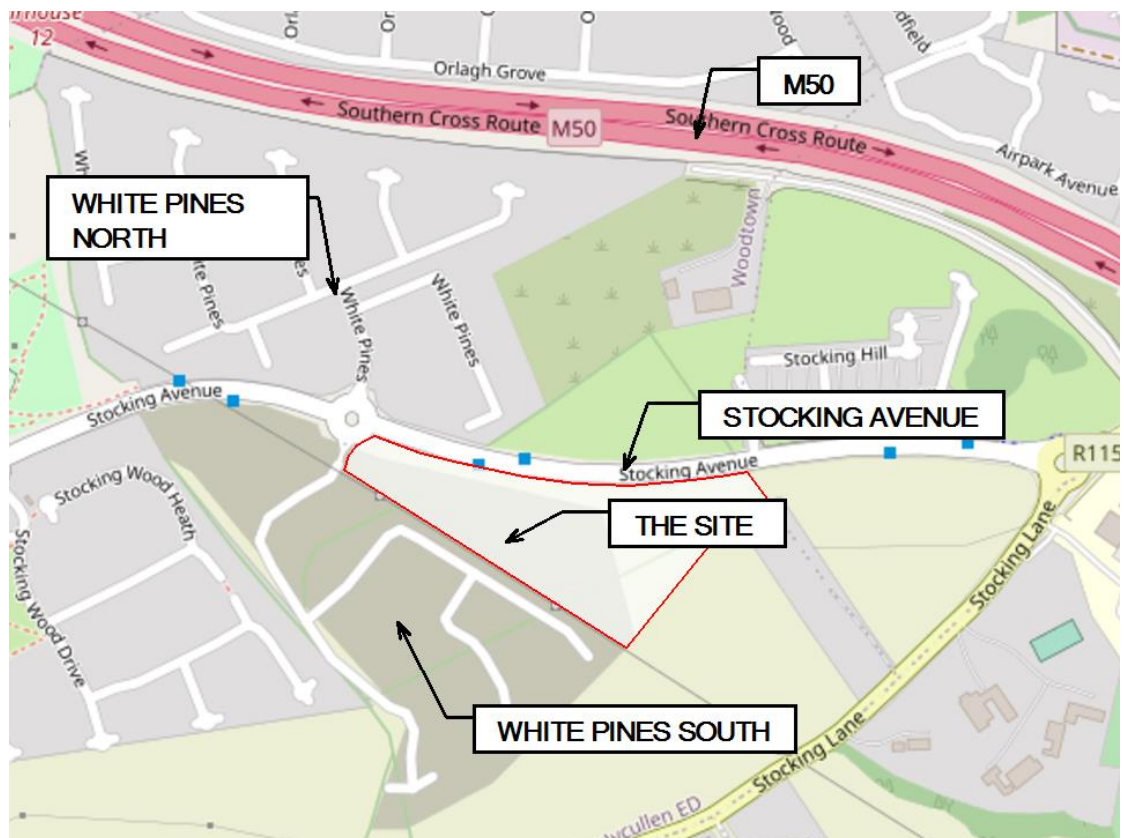 12
Orlagh Grove
M50
Southern Cross Route
M50
Southern Cross Route
Airpark Avenue
WHITE PINES
NORTH
Woodtown
White Pines
White Pines
White Pines
Stocking Hill
Stocking Avenue
STOCKING AVENUE
Stocking Avenue
R115
Stocking Wood Heath
THE SITE
Stocking Lane
Stocking Wood Drive
WHITE PINES SOUTH
Stocking Lane